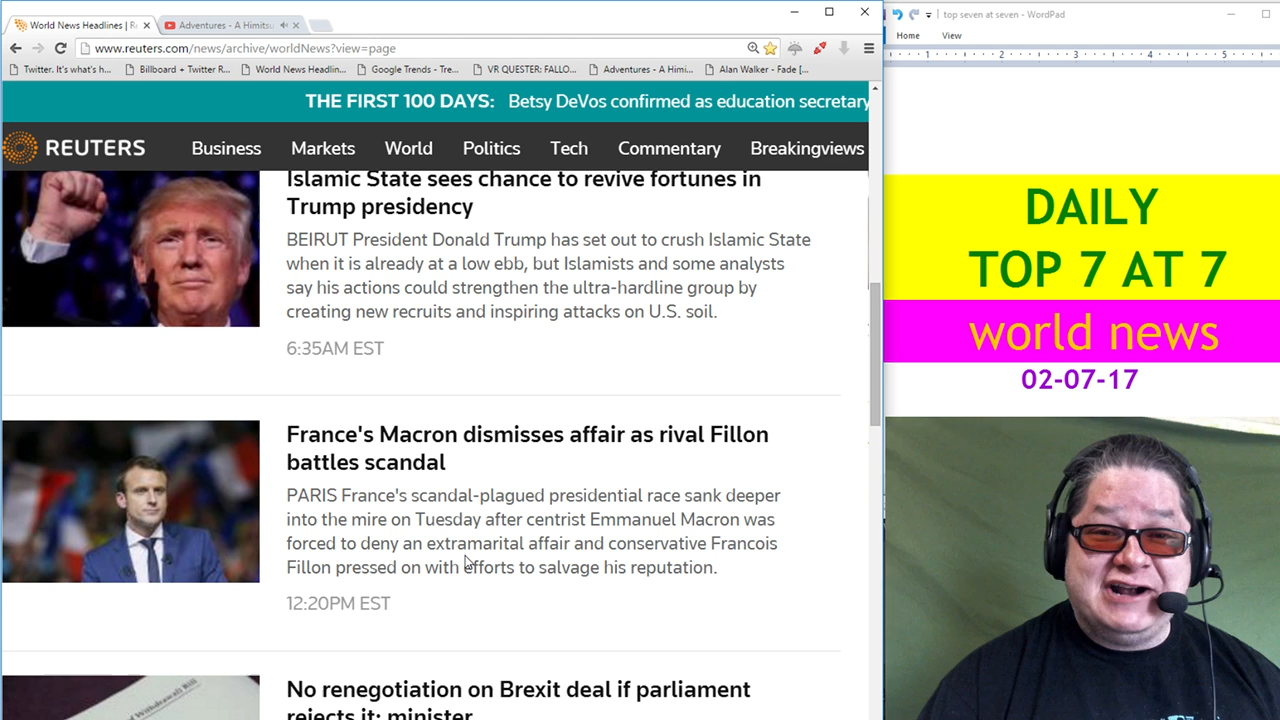 World News Headlines | R
Adventures - A Himitsu
top seven at seven - WordPad
www.reuters.com/news/archive/worldNews?view=page
Home View
Twitter. It's what's h...
Billboard + Twitter R...
World News Headlin...
Google Trends - Tre...
VR QUESTER: FALLO...
Adventures - A Himi...
Alan Walker - Fade [...
1 2 3 4 5
THE FIRST 100 DAYS: Betsy DeVos confirmed as education secretary
REUTERS Business Markets World Politics Tech Commentary Breakingviews
Islamic State sees chance to revive fortunes in
Trump presidency
BEIRUT President Donald Trump has set out to crush Islamic State
when it is already at a low ebb, but Islamists and some analysts
say his actions could strengthen the ultra-hardline group by
creating new recruits and inspiring attacks on U.S. soil.
6:35AM EST
France's Macron dismisses affair as rival Fillon
battles scandal
PARIS France's scandal-plagued presidential race sank deeper
into the mire on Tuesday after centrist Emmanuel Macron was
forced to deny an extramarital affair and conservative Francois
Fillon pressed on with efforts to salvage his reputation.
12:20PM EST
No renegotiation on Brexit deal if parliament
rejects it: minister
DAILY
TOP 7 AT 7
world news
02-07-17